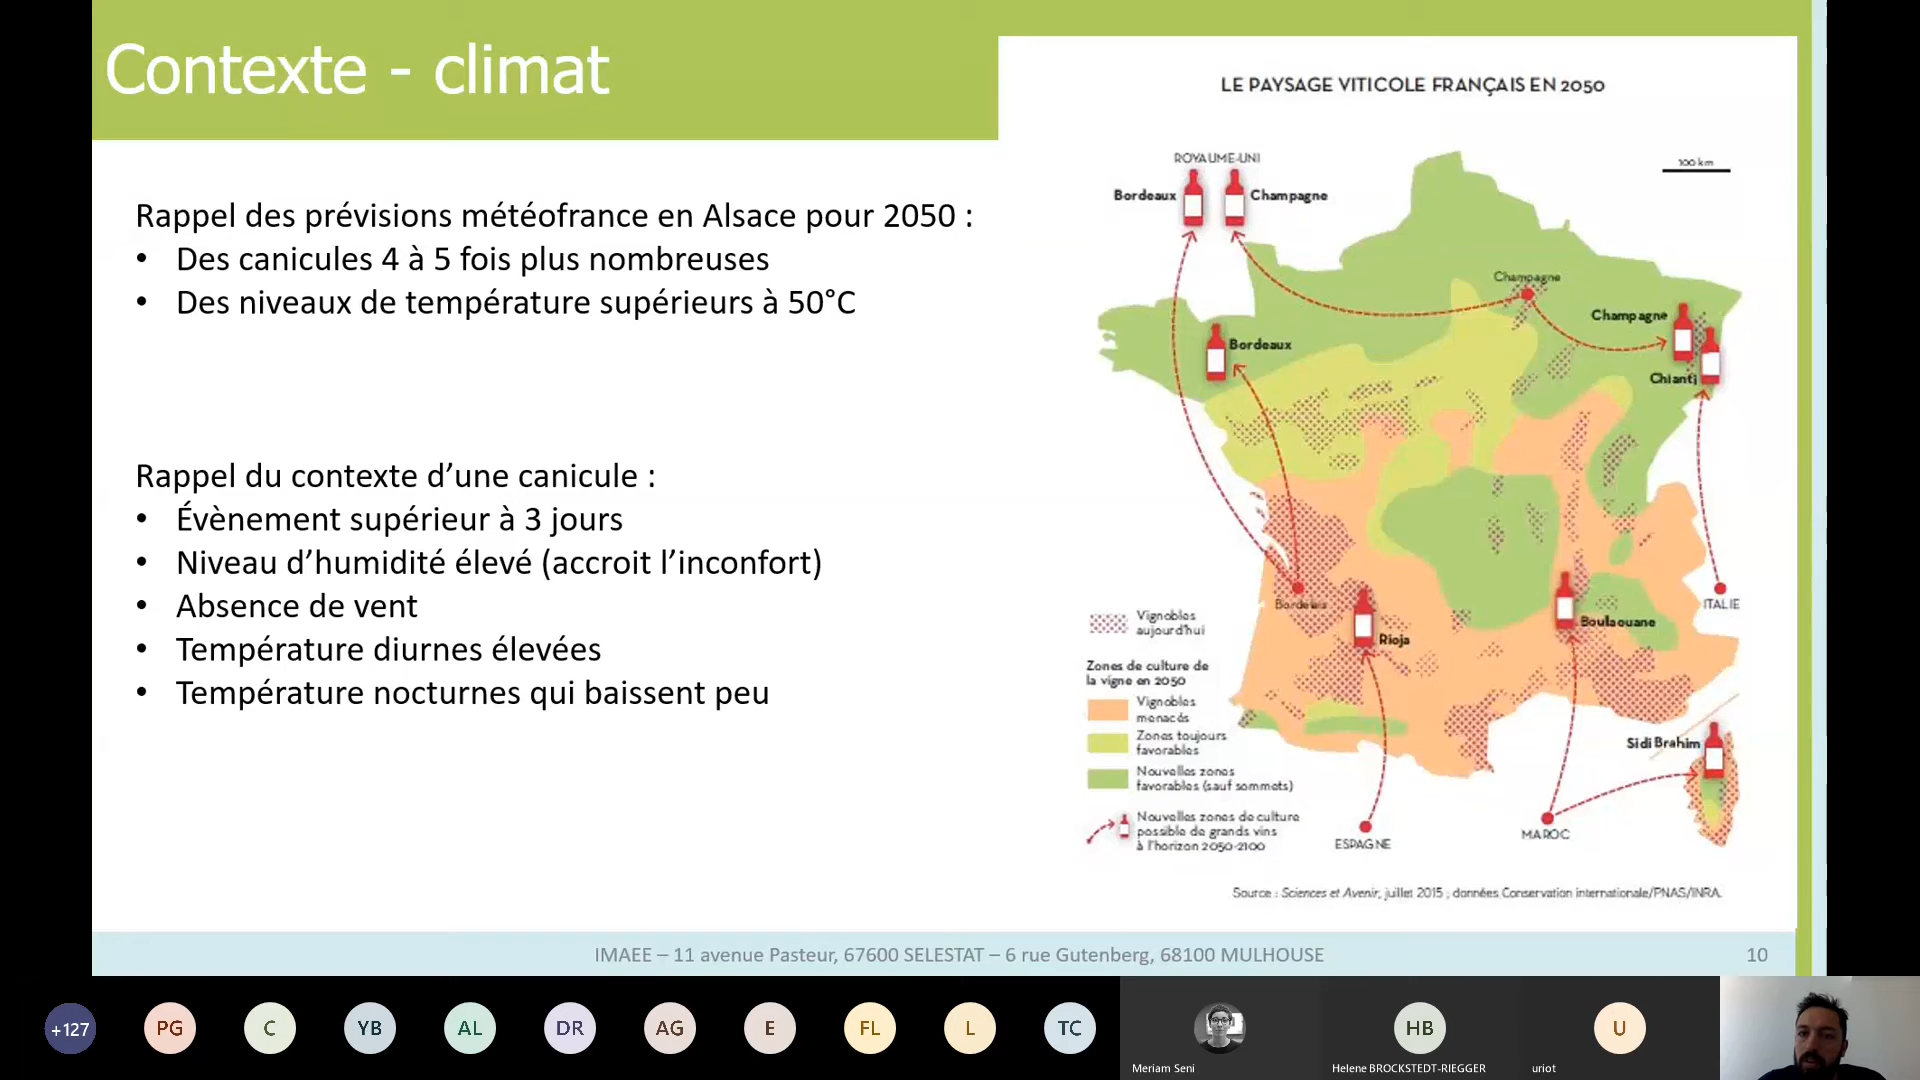 Contexte - climat
Rappel des prévisions météofrance en Alsace pour 2050 :
• Des canicules 4 à 5 fois plus nombreuses
• Des niveaux de température supérieurs à 50°C
Rappel du contexte d’une canicule :
• Évènement supérieur à 3 jours
• Niveau d’humidité élevé (accroit l’inconfort)
• Absence de vent
• Température diurnes élevées
• Température nocturnes qui baissent peu
LE PAYSAGE VITICOLE FRANÇAIS EN 2050
100 km
ROYAUME-UNI
Bordeaux
Champagne
Champagne
Champagne
Bordeaux
Chianti
Bordelais
ITALIE
Rioja
Boulaouane
Sidi Brahim
MAROC
ESPAGNE
Vignobles
aujourd'hui
Zones de culture de
la vigne en 2050
Vignobles
menacés
Zones toujours
favorables
Nouvelles zones
favorables (sauf sommets)
Nouvelles zones de culture
possible de grands vins
à l'horizon 2050-2100
Source : Sciences et Avenir, juillet 2015 ; données Conservation internationale/PNAS/INRA.
IMAEE – 11 avenue Pasteur, 67600 SELESTAT – 6 rue Gutenberg, 68100 MULHOUSE
10
+127
PG
C
YB
AL
DR
AG
E
FL
L
TC
HB
U
Meriam Seni
Helene BROCKSTEDT-RIEGGER
uriot